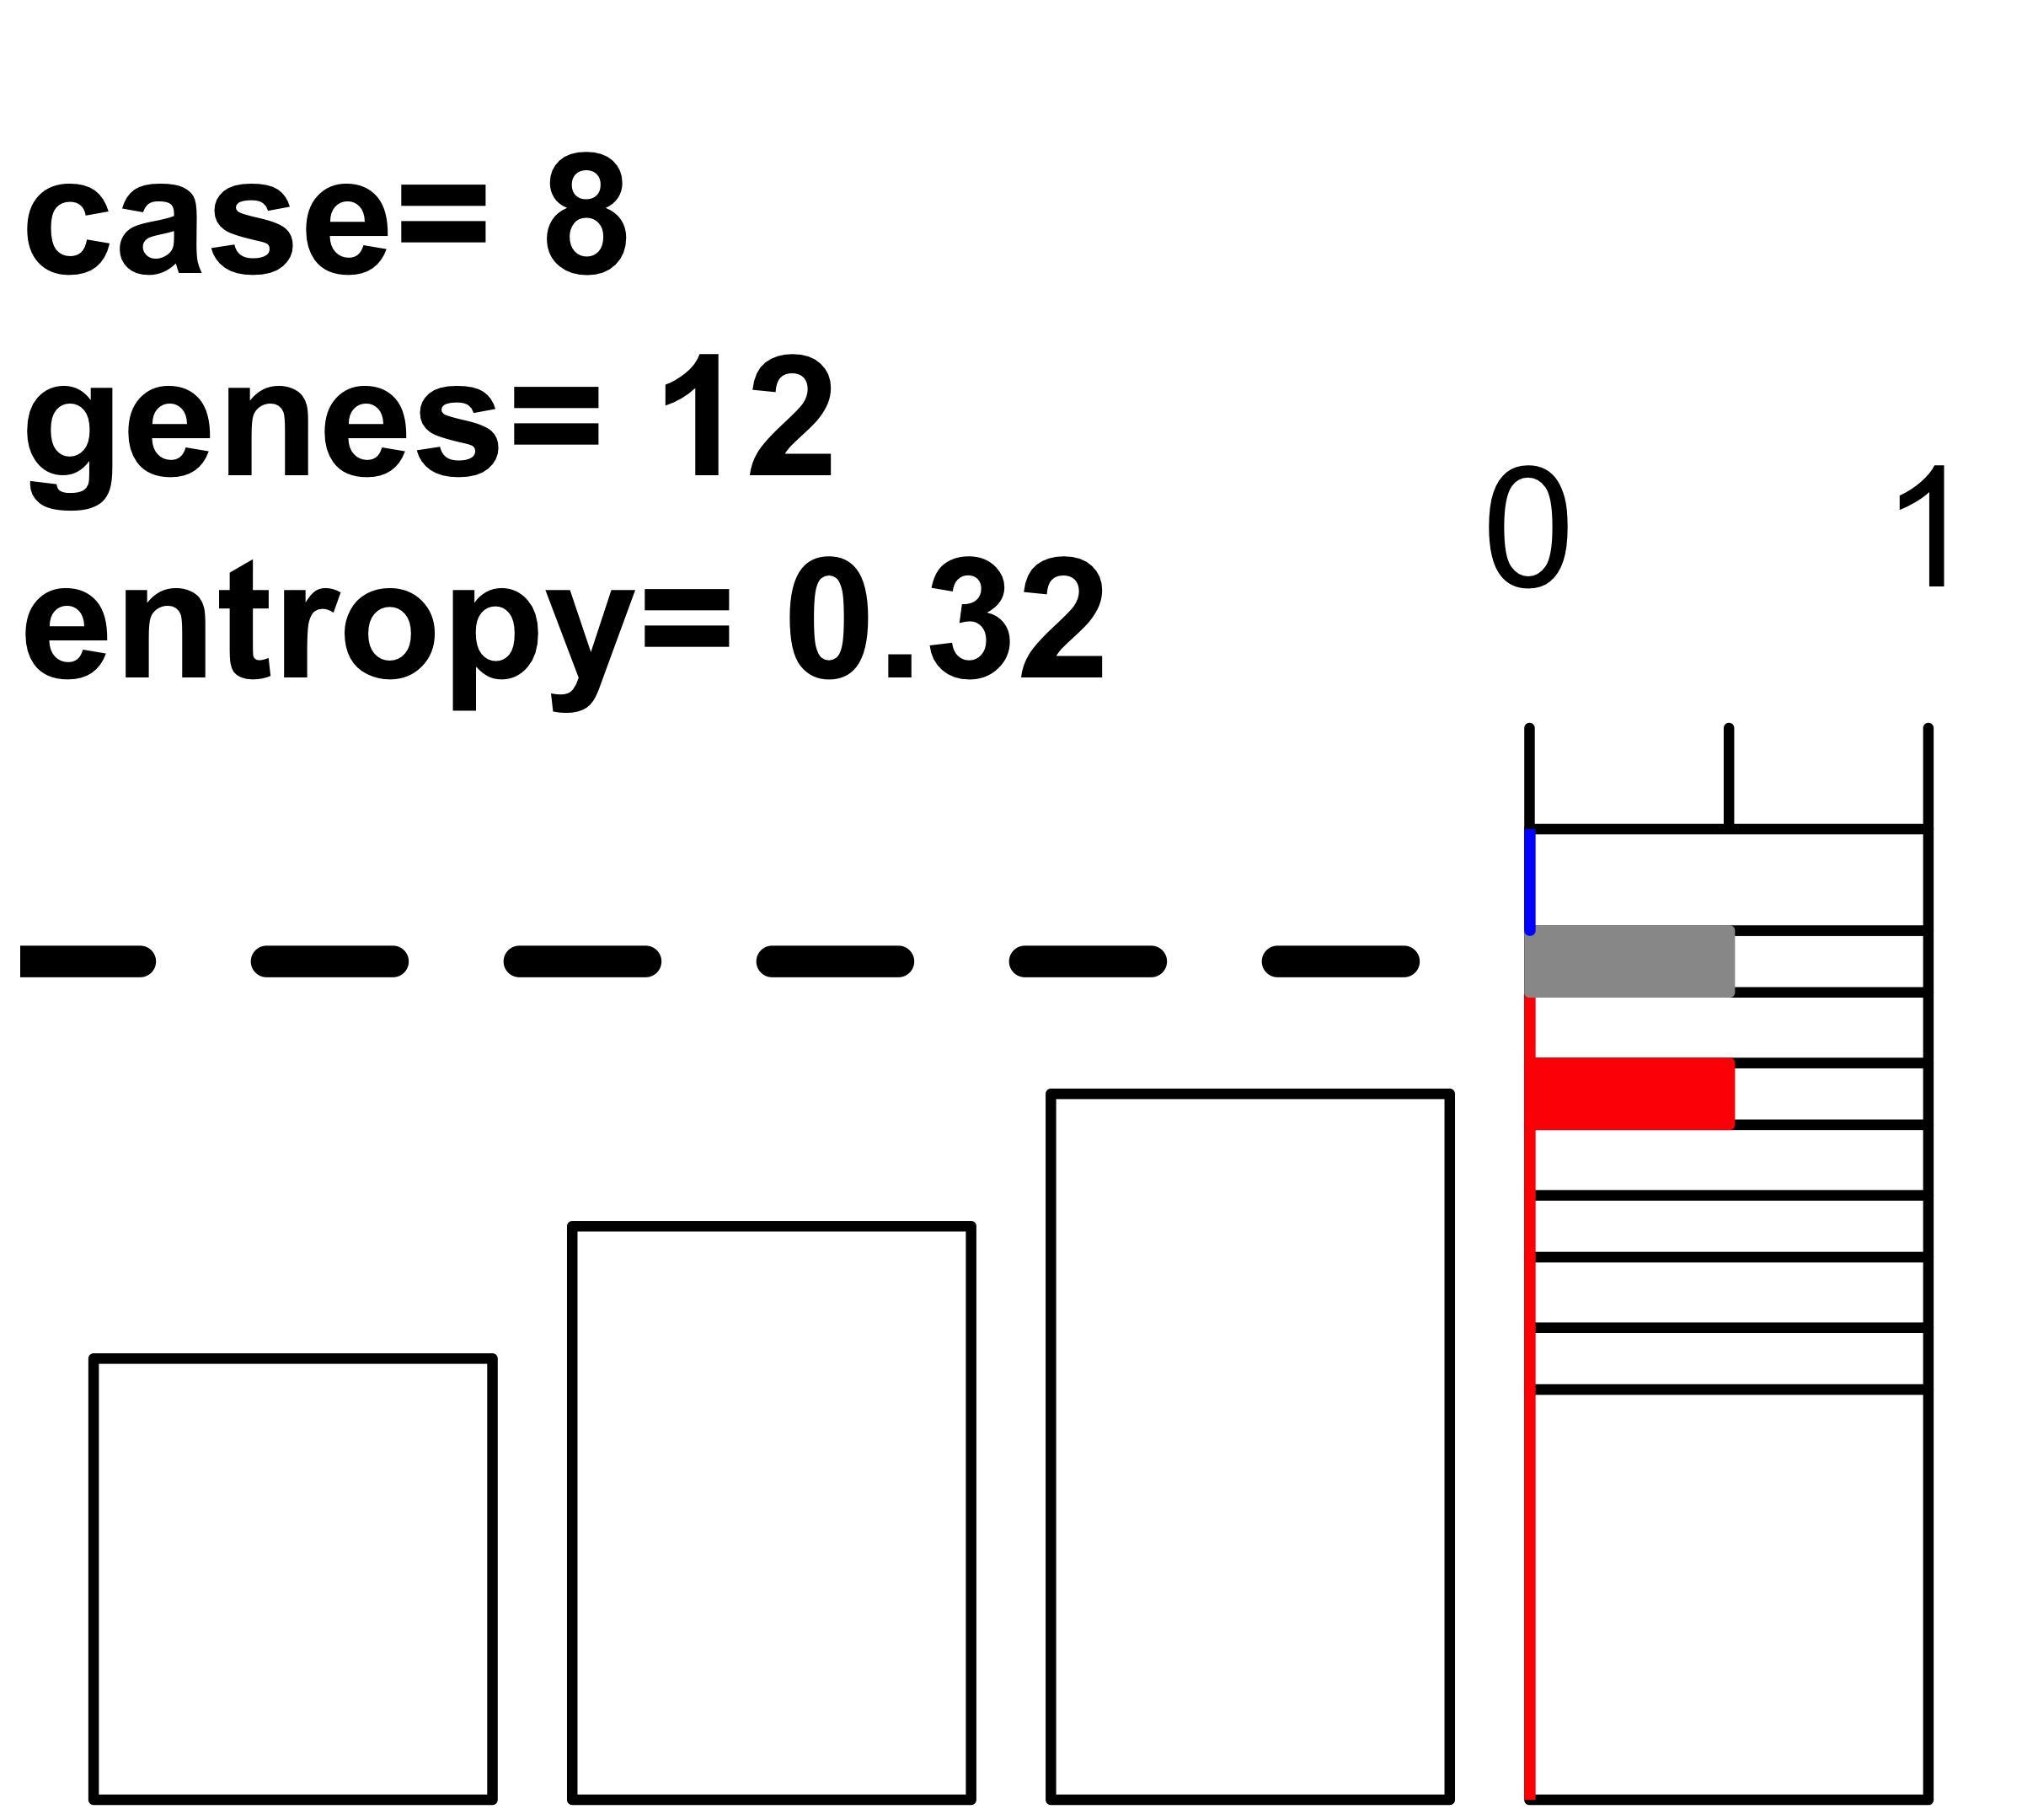 case= 8
genes= 12
entropy= 0.32
0 1